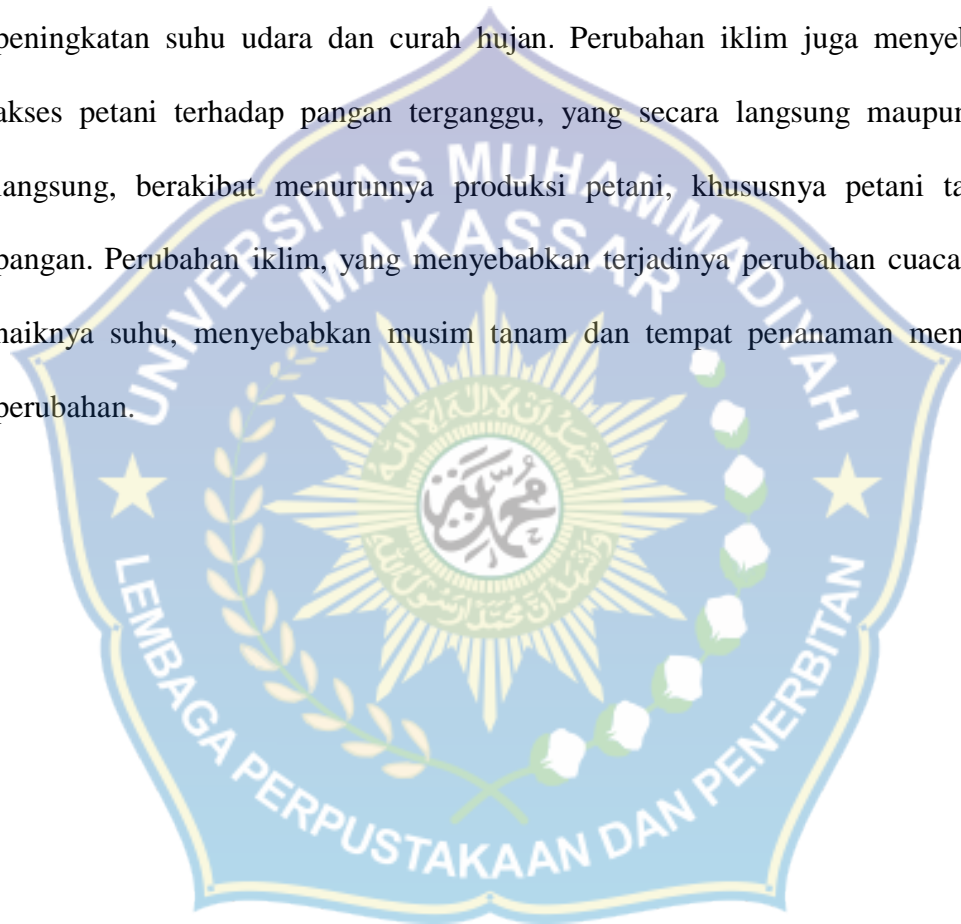 peningkatan suhu udara dan curah hujan. Perubahan iklim juga menye
akses petani terhadap pangan terganggu, yang secara langsung maupun
langsung, berakibat menurunnya produksi petani, khususnya petani ta
pangan. Perubahan iklim, yang menyebabkan terjadinya perubahan cuaca
naiknya suhu, menyebabkan musim tanam dan tempat penanaman men
perubahan.
UNIVERSITAS MUHAMMADIYAH
MAKASSAR
محمد
LEMBAGA PERPUSTAKAAN DAN PENERBITAN